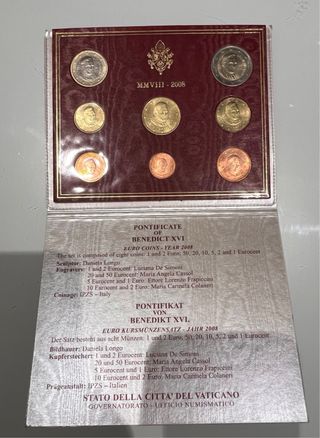 MMVIII - 2008
PONTIFICATE
OF
BENEDICT XVI
EURO COINS - YEAR 2008
The set is comprised of eight coins: 1 and 2 Euro; 50, 20, 10, 5, 2 and 1 Eurocent
Sculptor: Daniela Longo
Engravers: 1 and 2 Eurocent: Luciana De Simoni
20 and 50 Eurocent: Maria Angela Cassol
5 Eurocent and 1 Euro: Ettore Lorenzo Frapiccini
10 Eurocent and 2 Euro: Maria Carmela Colaneri
Coinage: IPZS - Italy
PONTIFIKAT
VON
BENEDIKT XVI.
EURO KURSMÜNZENSATZ - JAHR 2008
Der Satz besteht aus acht Münzen: 1 und 2 Euro; 50, 20, 10, 5, 2 und 1 Eurocent
Bildhauer: Daniela Longo
Kupferstecher: 1 und 2 Eurocent: Luciana De Simoni
20 und 50 Eurocent: Maria Angela Cassol
5 Eurocent und 1 Euro: Ettore Lorenzo Frapiccini
10 Eurocent und 2 Euro: Maria Carmela Colaneri
Prägeanstalt: IPZS - Italien
STATO DELLA CITTA' DEL VATICANO
GOVERNATORATO - UFFICIO NUMISMATICO